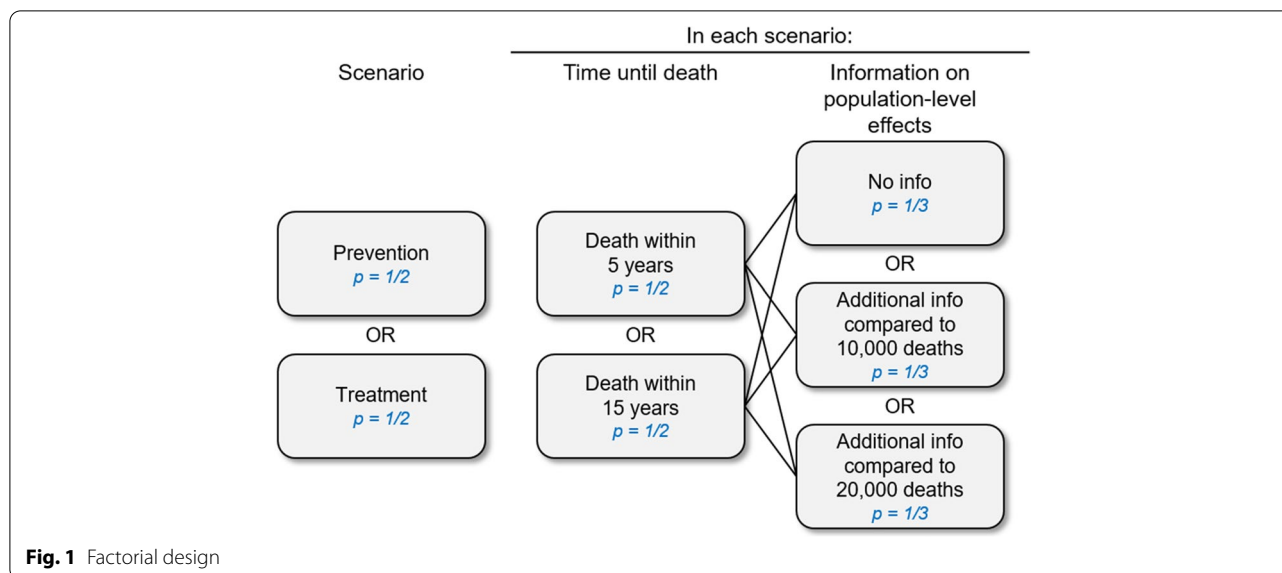 In each scenario:
Scenario
Time until death
Information on
population-level
effects
Prevention
p = 1/2
OR
Treatment
p = 1/2
Death within
5 years
p = 1/2
OR
Death within
15 years
p = 1/2
No info
p = 1/3
OR
Additional info
compared to
10,000 deaths
p = 1/3
OR
Additional info
compared to
20,000 deaths
p = 1/3
Fig. 1 Factorial design